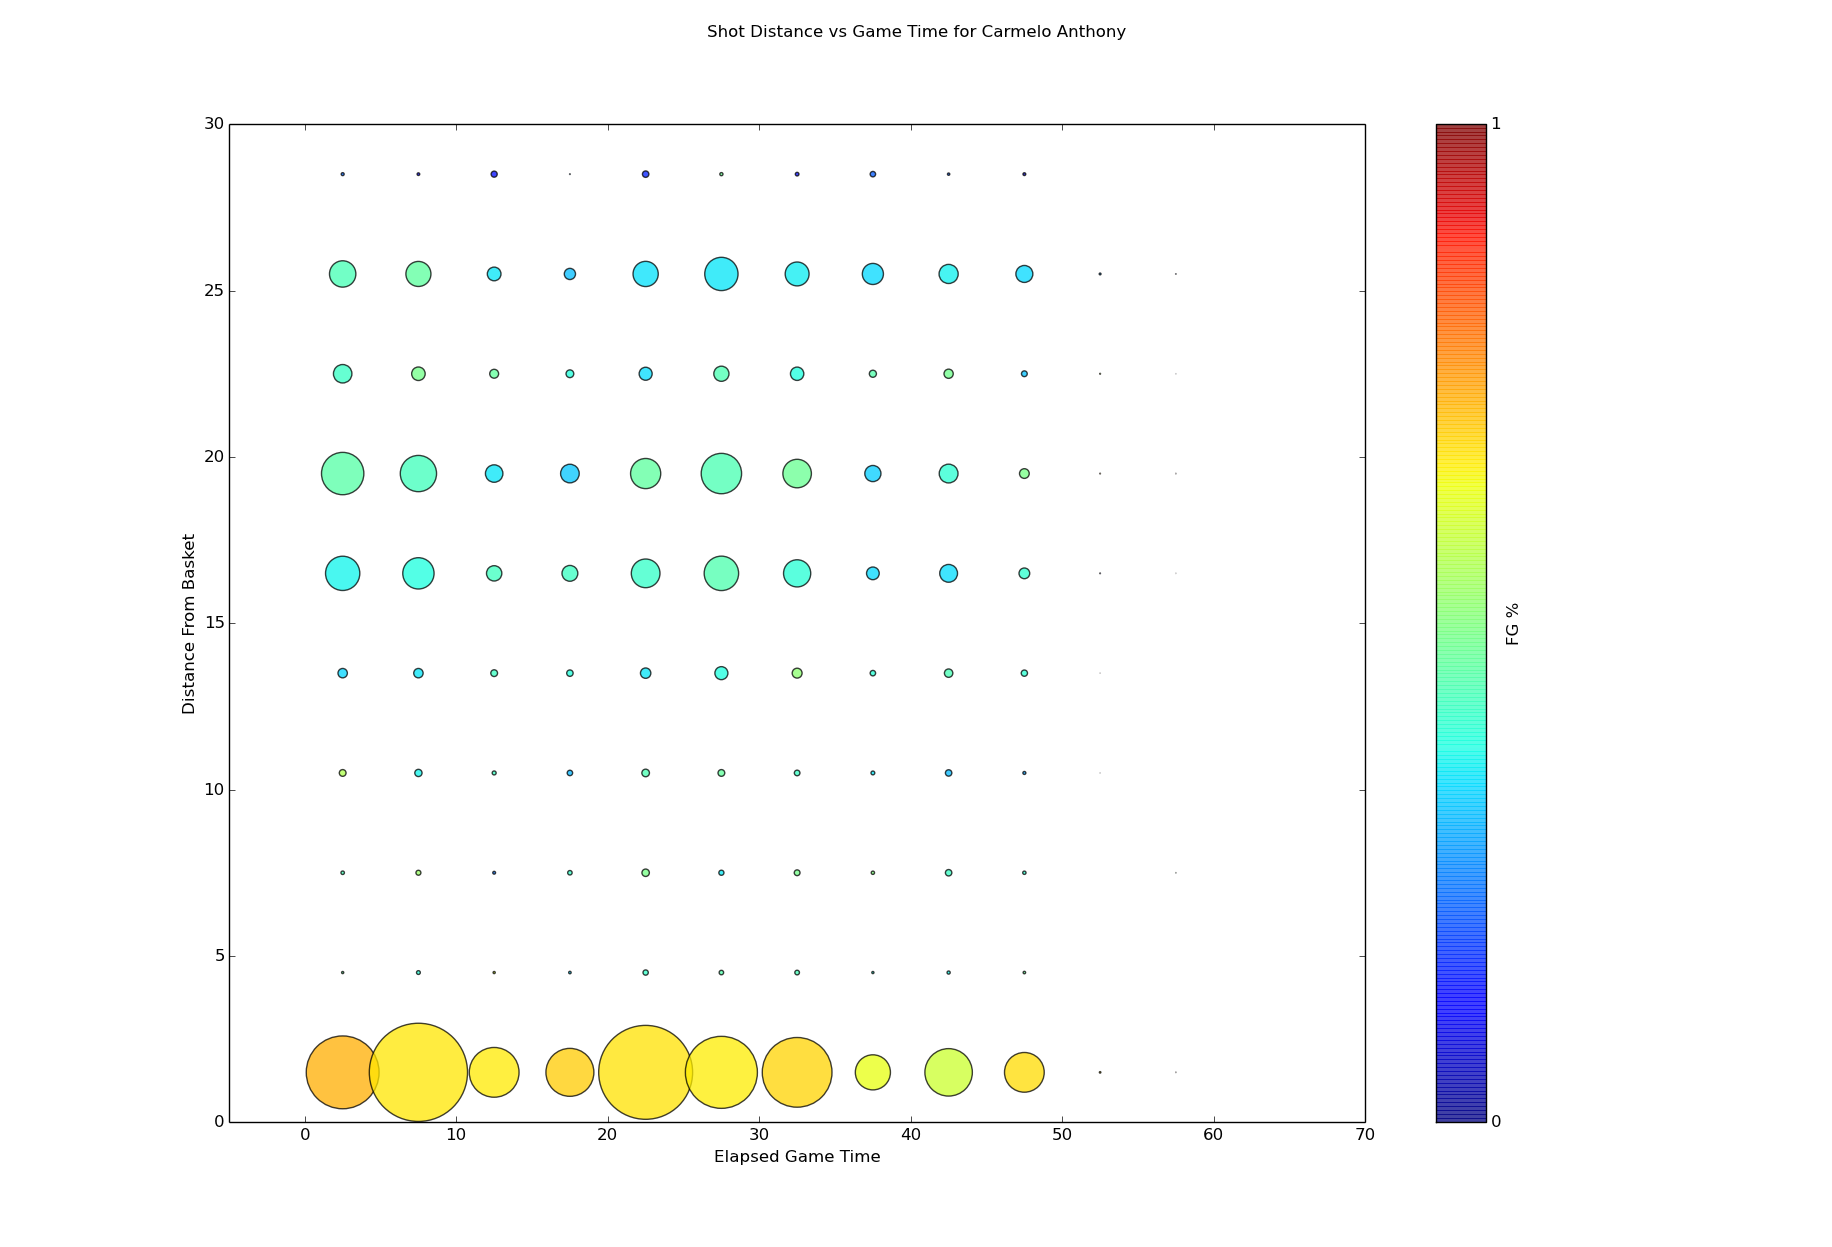 Shot Distance vs Game Time for Carmelo Anthony
30
25
20
15
10
5
0
Distance From Basket
0 10 20 30 40 50 60 70
Elapsed Game Time
1
0
FG %